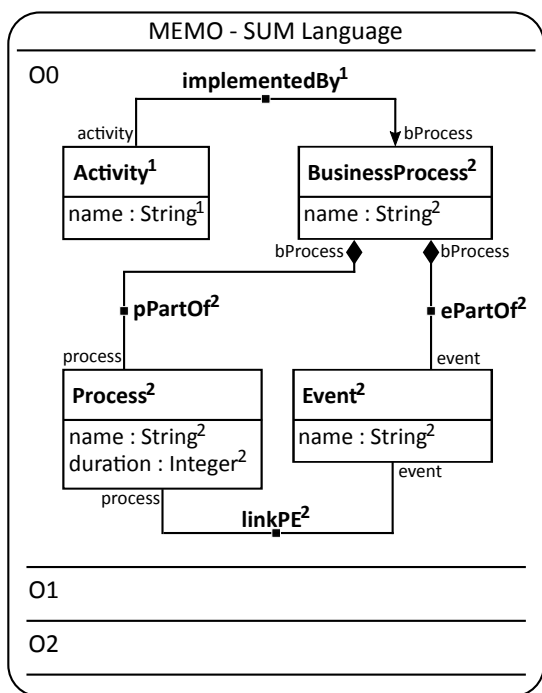 MEMO - SUM Language
O0
implementedBy¹
activity
bProcess
Activity¹
BusinessProcess²
name : String¹
name : String²
bProcess
bProcess
pPartOf²
ePartOf²
process
event
Process²
Event²
name : String²
name : String²
duration : Integer²
process
event
linkPE²
O1
O2